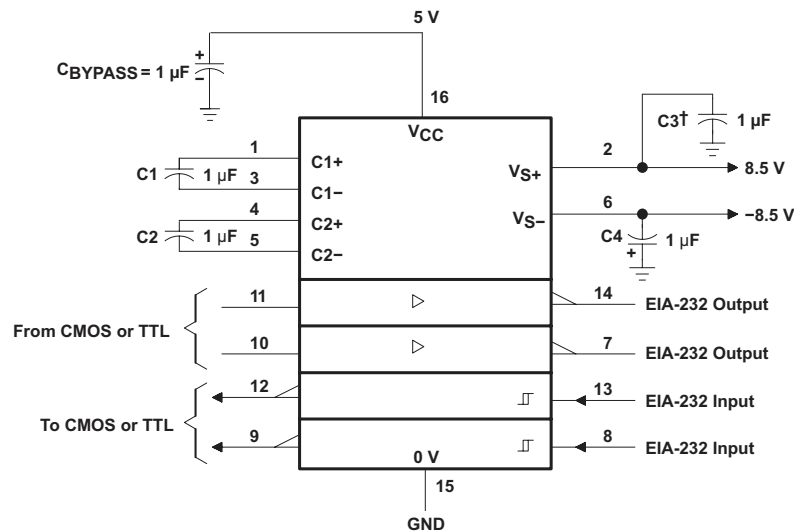 5 V
CBYPASS = 1 µF
+
−
16
VCC
C3† 1 µF
1
C1+
2
VS+
8.5 V
C1 1 µF
3
C1−
4
C2+
6
VS−
−8.5 V
C2 1 µF
5
C2−
C4 1 µF
+
11
14
EIA-232 Output
From CMOS or TTL
10
7
EIA-232 Output
12
13
EIA-232 Input
To CMOS or TTL
9
8
EIA-232 Input
0 V
15
GND